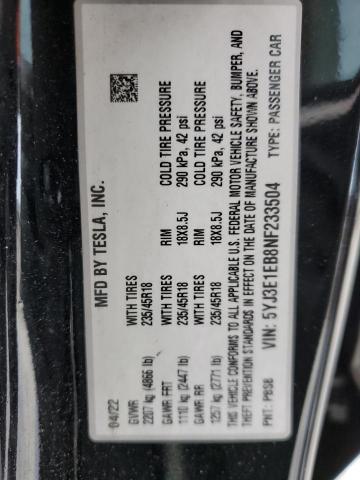 MFD BY TESLA, INC.
04/22
GVWR
2207 kg (4866 lb)
WITH TIRES
235/45R18
RIM
18X8.5J
COLD TIRE PRESSURE
290 kPa, 42 psi
GAWR FRT
1110 kg (2447 lb)
WITH TIRES
235/45R18
RIM
18X8.5J
COLD TIRE PRESSURE
290 kPa, 42 psi
GAWR RR
1257 kg (2771 lb)
THIS VEHICLE CONFORMS TO ALL APPLICABLE U.S. FEDERAL MOTOR VEHICLE SAFETY, BUMPER, AND
THEFT PREVENTION STANDARDS IN EFFECT ON THE DATE OF MANUFACTURE SHOWN ABOVE.
VIN: 5YJ3E1EB8NF233504 TYPE: PASSENGER CAR
PNT: PBSB